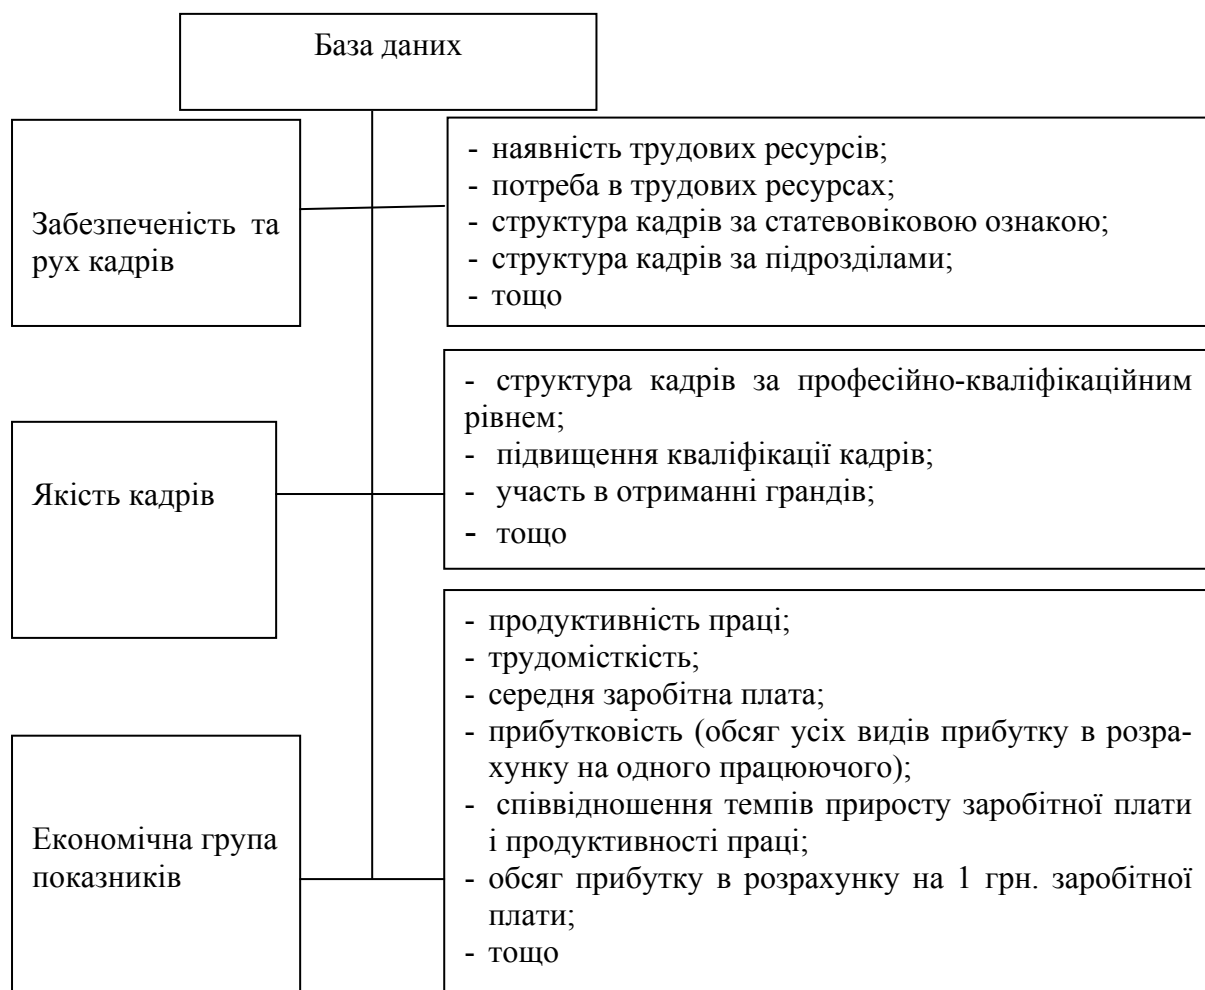 База даних
Забезпеченість та
рух кадрів
- наявність трудових ресурсів;
- потреба в трудових ресурсах;
- структура кадрів за статевовіковою ознакою;
- структура кадрів за підрозділами;
- тощо
Якість кадрів
- структура кадрів за професійно-кваліфікаційним
рівнем;
- підвищення кваліфікації кадрів;
- участь в отриманні грандів;
- тощо
Економічна група
показників
- продуктивність праці;
- трудомісткість;
- середня заробітна плата;
- прибутковість (обсяг усіх видів прибутку в розра-
хунку на одного працюючого);
- співвідношення темпів приросту заробітної плати
і продуктивності праці;
- обсяг прибутку в розрахунку на 1 грн. заробітної
плати;
- тощо